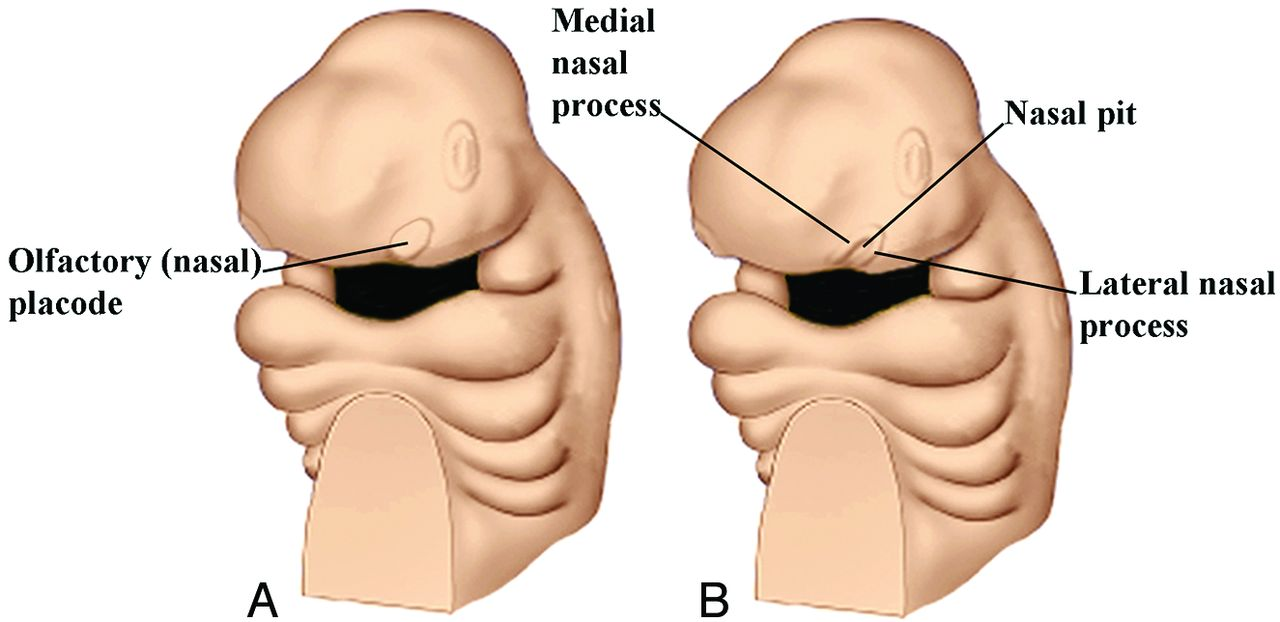 Olfactory (nasal)
placode
A
Medial
nasal
process
Nasal pit
Lateral nasal
process
B